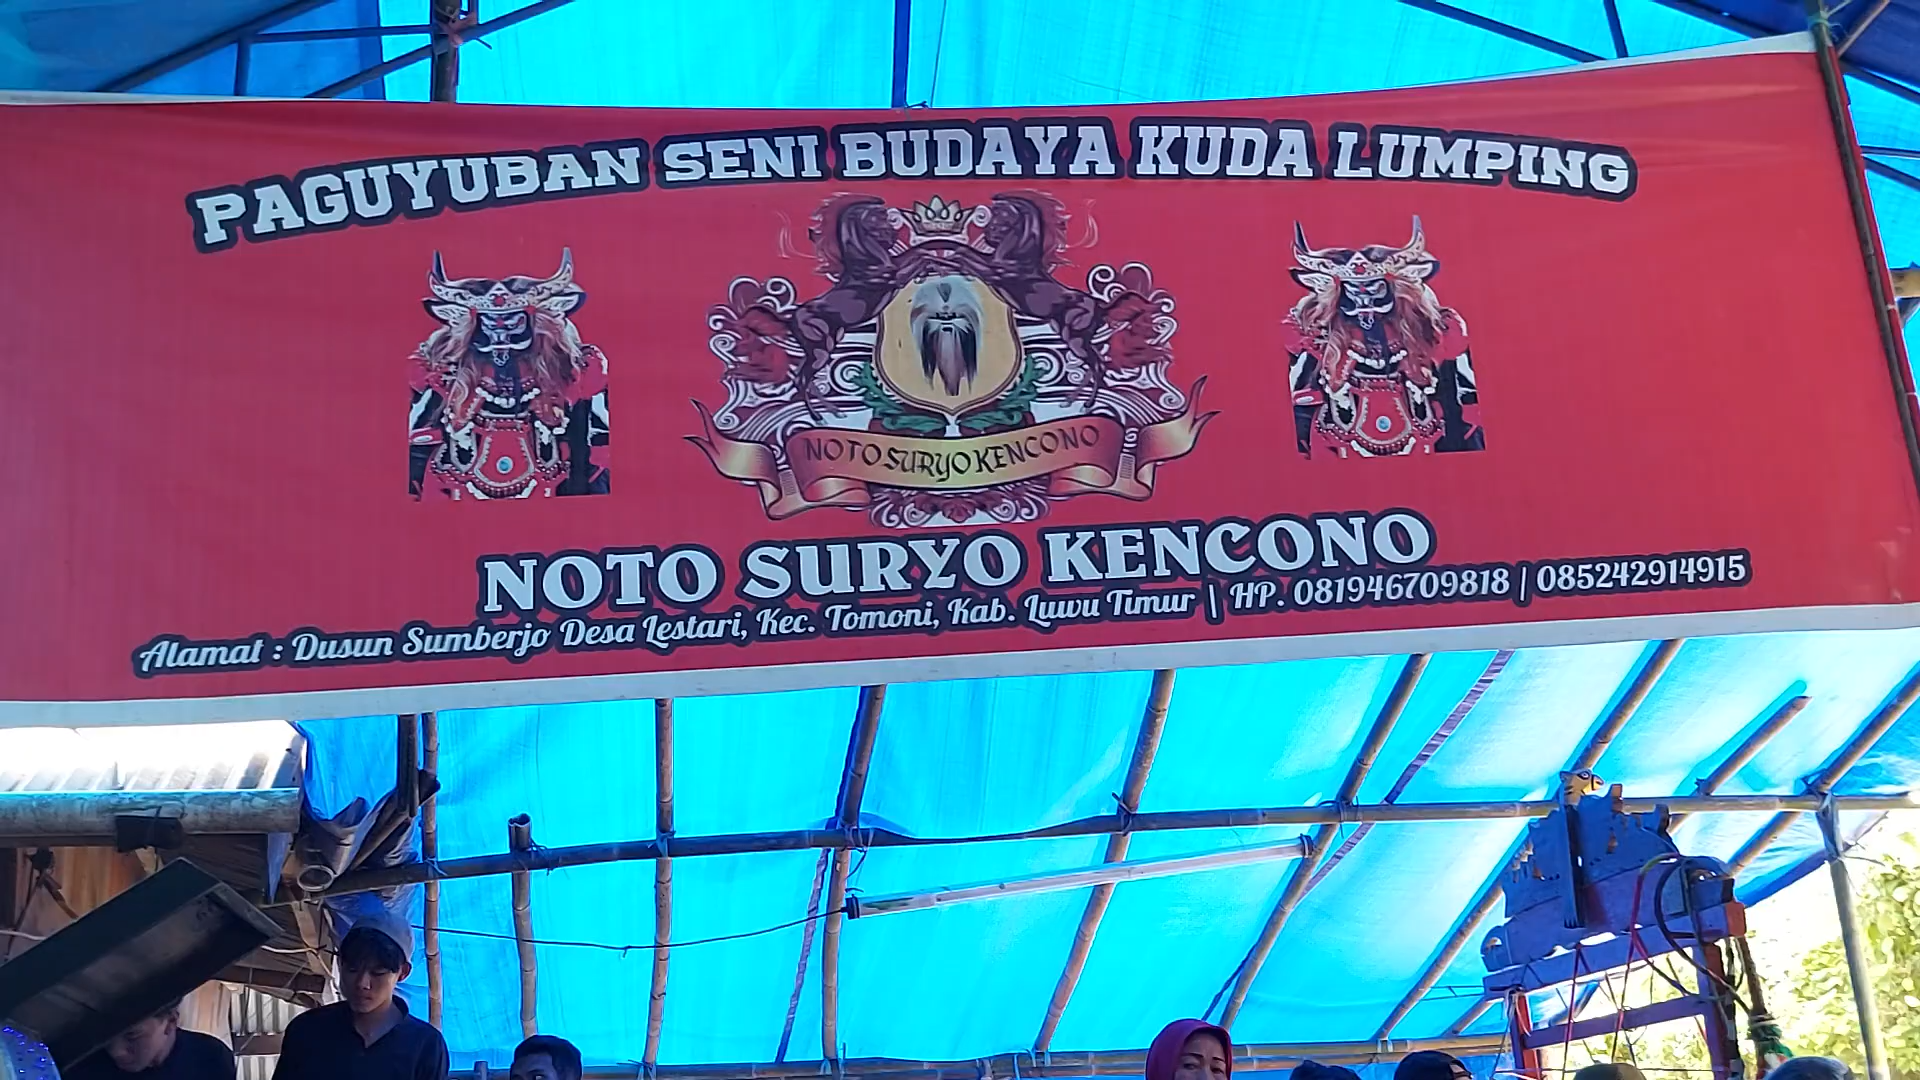 PAGUYUBAN SENI BUDAYA KUDA LUMPING
NOTO SURYO KENCONO
NOTO SURYO KENCONO
Alamat : Dusun Sumberjo Desa Lestari, Kec. Tomoni, Kab. Luwu Timur | HP. 081946709818 | 085242914915